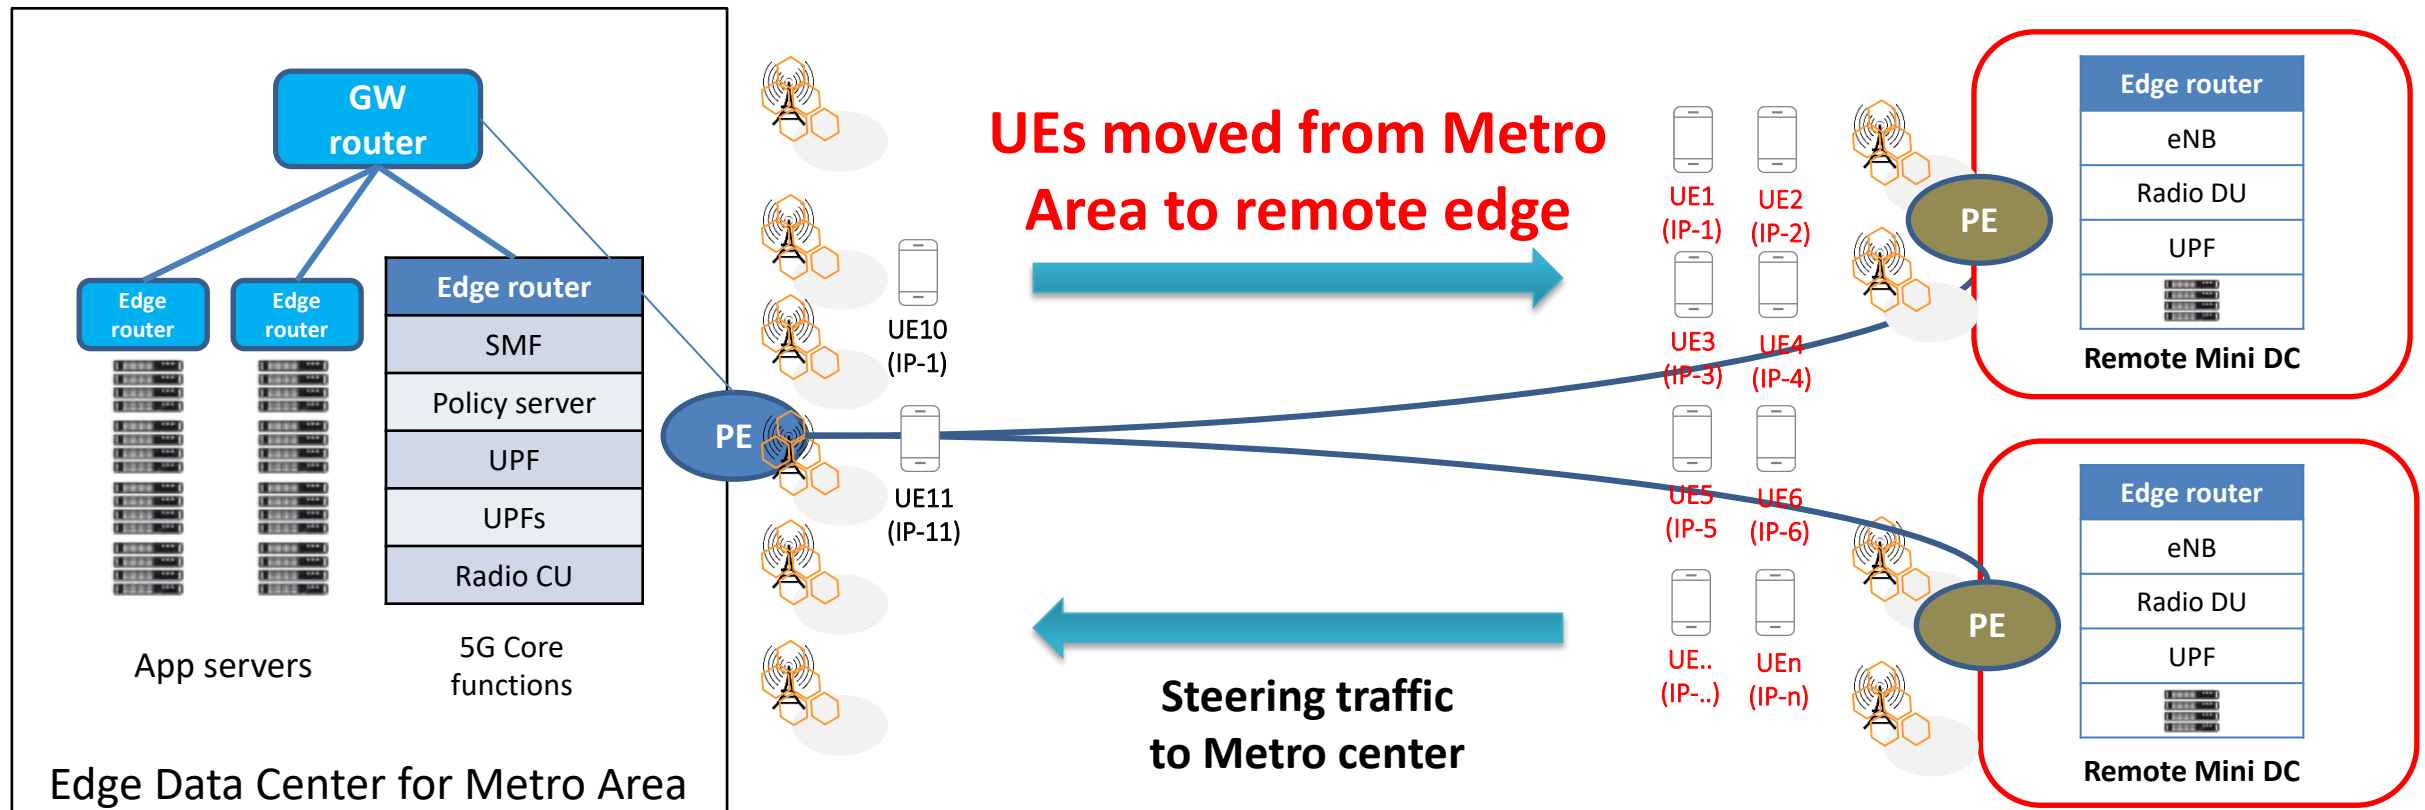 GW
router
Edge
router
Edge
router
Edge router
SMF
Policy server
UPF
UPFs
Radio CU
App servers
5G Core
functions
Edge Data Center for Metro Area
PE
UE10
(IP-1)
UE11
(IP-11)
UEs moved from Metro
Area to remote edge
Steering traffic
to Metro center
UE1
(IP-1)
UE2
(IP-2)
UE3
(IP-3)
UE4
(IP-4)
UE5
(IP-5
UE6
(IP-6)
UE..
(IP-..)
UEn
(IP-n)
PE
Edge router
eNB
Radio DU
UPF
Remote Mini DC
PE
Edge router
eNB
Radio DU
UPF
Remote Mini DC